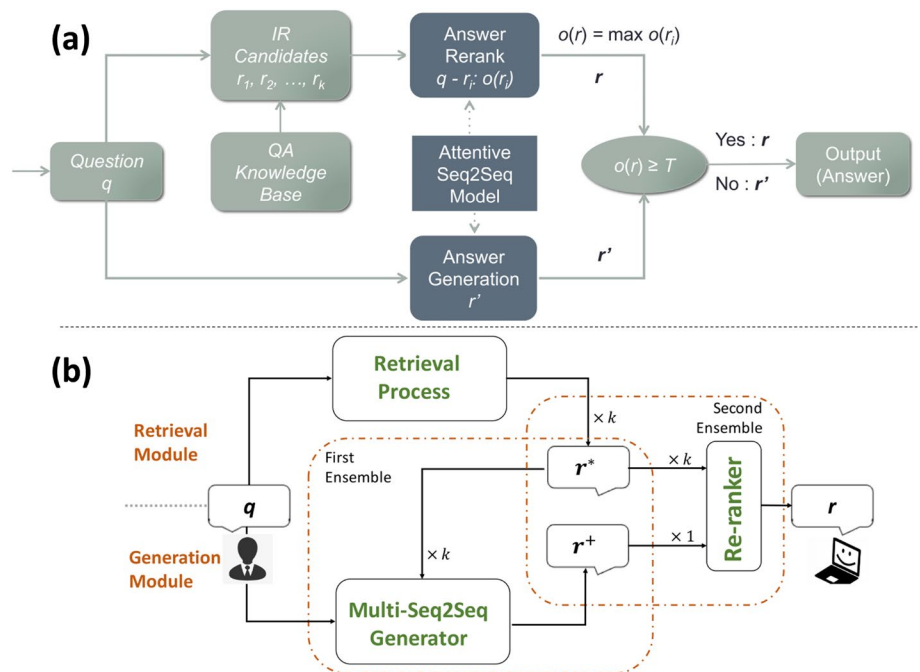 (a)
IR
Candidates
r1, r2, …, rk
Answer
Rerank
q - ri: o(ri)
o(r) = max o(ri)
r
Question
q
QA
Knowledge
Base
Attentive
Seq2Seq
Model
o(r) ≥ T
Yes : r
No : r’
Output
(Answer)
Answer
Generation
r’
r’
(b)
Retrieval
Process
Retrieval
Module
× k
Second
Ensemble
First
Ensemble
r*
× k
q
× k
r+
× 1
Re-ranker
r
Generation
Module
Multi-Seq2Seq
Generator